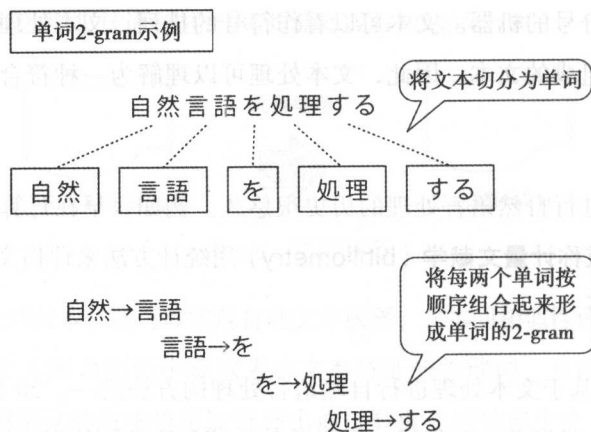 单词2-gram示例
将文本切分为单词
自然言語を処理する
自然 言語 を 処理 する
将每两个单词按
顺序组合起来形
成单词的2-gram
自然→言語
言語→を
を→処理
処理→する